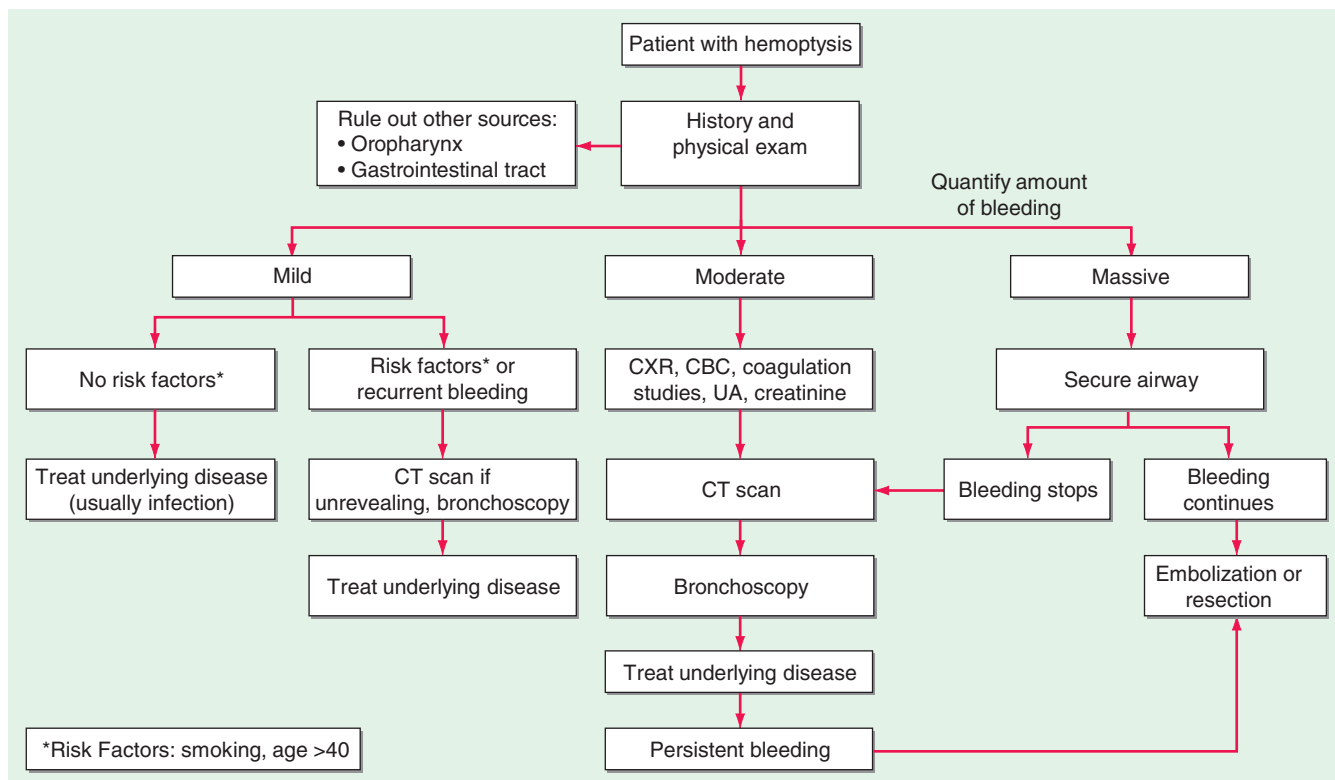 Patient with hemoptysis
Rule out other sources:
• Oropharynx
• Gastrointestinal tract
History and
physical exam
Quantify amount
of bleeding
Mild
Moderate
Massive
No risk factors*
Risk factors* or
recurrent bleeding
CXR, CBC, coagulation
studies, UA, creatinine
Secure airway
Treat underlying disease
(usually infection)
CT scan if
unrevealing, bronchoscopy
CT scan
Bleeding stops
Bleeding
continues
Treat underlying disease
Bronchoscopy
Embolization or
resection
Treat underlying disease
Persistent bleeding
*Risk Factors: smoking, age >40